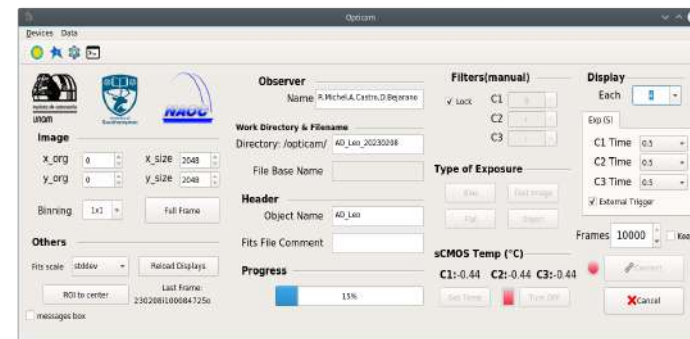 Opticam
Devices Data
unam
Southampton
NAOC
Image
x_org 0 x_size 2048
y_org 0 y_size 2048
Binning 1x1 Full Frame
Others
Fits scale stddev Reload Displays
ROI to center Last Frame:
messages box
Observer
Name R.Michel,A.Castro,D.Bejarano
Work Directory & Filename
Directory: /opticam/ AD_Leo_20230208
File Base Name
Header
Object Name AD_Leo
Fits File Comment
Progress
15%
Filters(manual)
Lock C1
C2
C3
Type of Exposure
Bias Fast Image
Flat Object
sCMOS Temp (°C)
C1:-0.44 C2:-0.44 C3:-0.44
Set Temp Turn OFF
Display
Each
Exp (S)
C1 Time 0.5
C2 Time 0.5
C3 Time 0.5
External Trigger
Frames 10000 Kee
Connect
Cancel